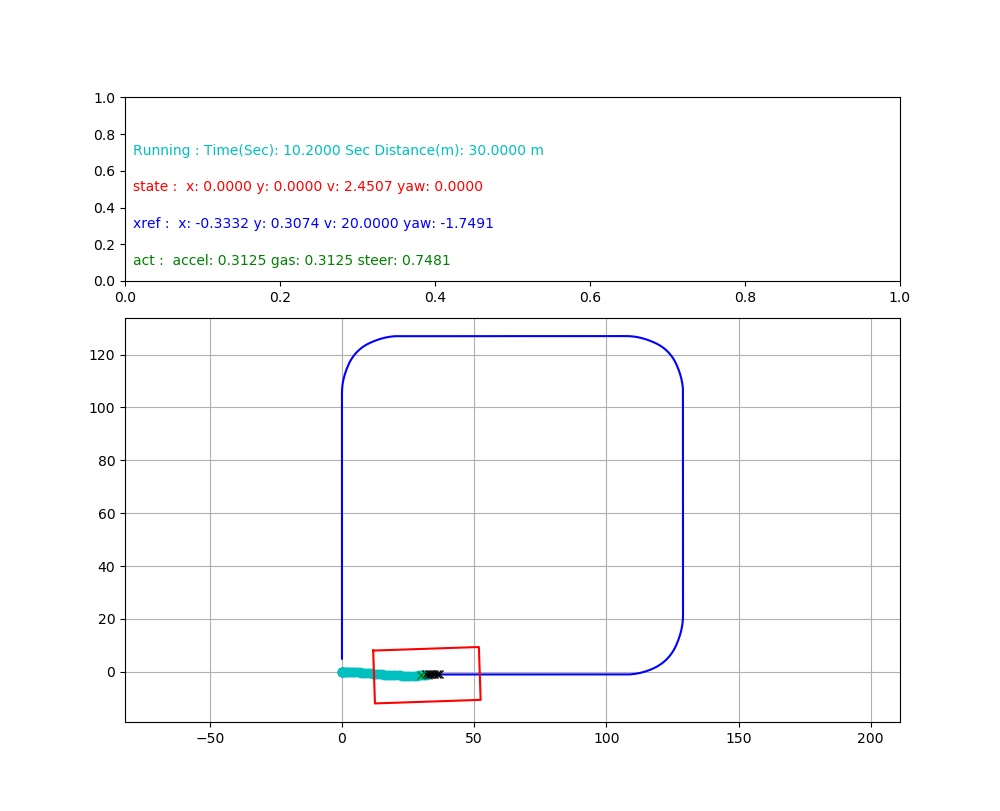 1.0
0.8
Running : Time(Sec): 10.2000 Sec Distance(m): 30.0000 m
0.6
state :  x: 0.0000 y: 0.0000 v: 2.4507 yaw: 0.0000
0.4
xref :  x: -0.3332 y: 0.3074 v: 20.0000 yaw: -1.7491
0.2
act :  accel: 0.3125 gas: 0.3125 steer: 0.7481
0.0
0.0 0.2 0.4 0.6 0.8 1.0
120
100
80
60
40
20
0
−50 0 50 100 150 200